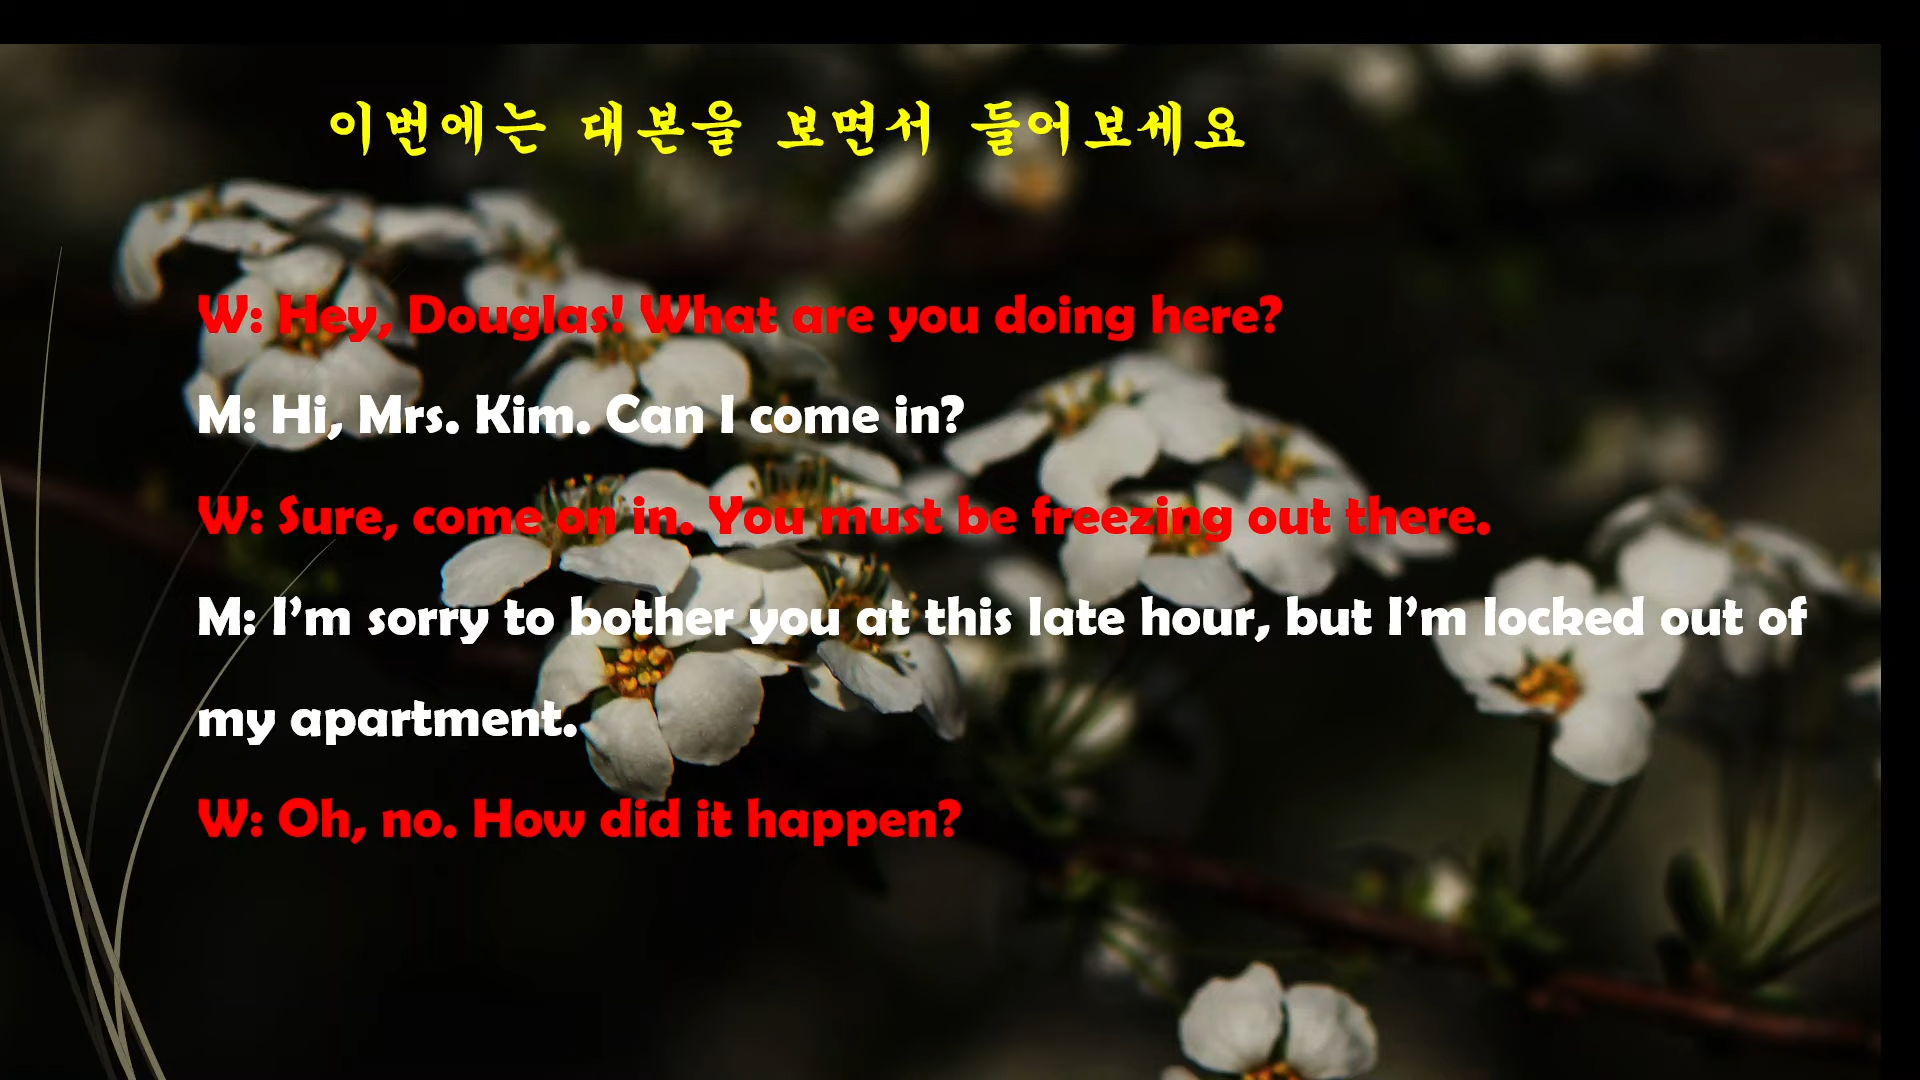 이번에는 대본을 보면서 들어보세요
W: Hey, Douglas! What are you doing here?
M: Hi, Mrs. Kim. Can I come in?
W: Sure, come on in. You must be freezing out there.
M: I’m sorry to bother you at this late hour, but I’m locked out of
my apartment.
W: Oh, no. How did it happen?